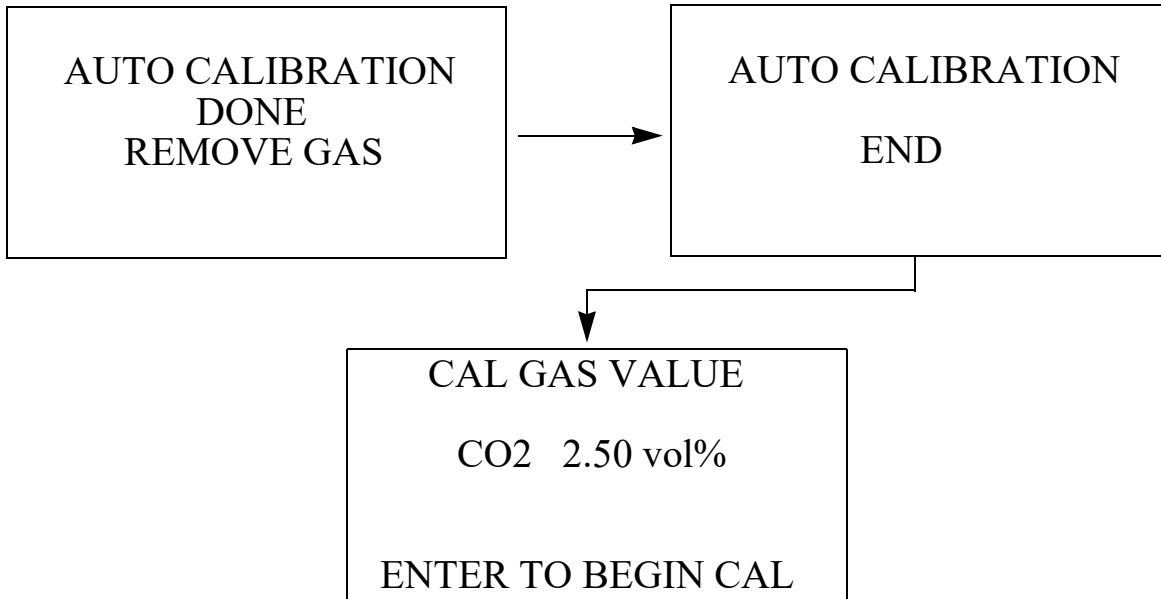 AUTO CALIBRATION
DONE
REMOVE GAS
AUTO CALIBRATION
END
CAL GAS VALUE
CO2 2.50 vol%
ENTER TO BEGIN CAL